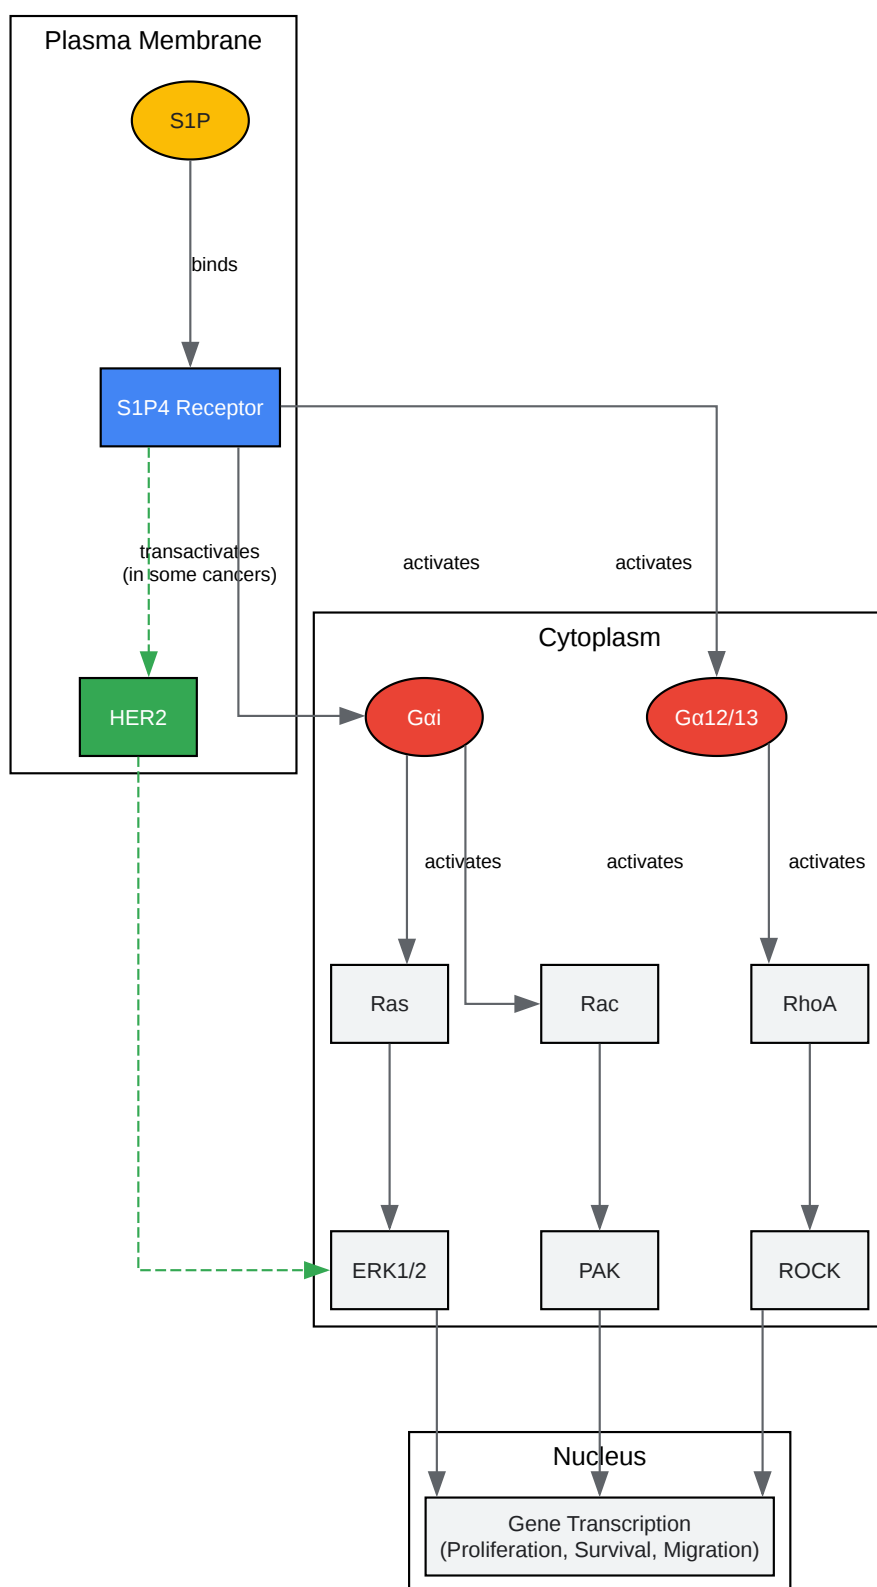 Plasma Membrane
S1P
binds
S1P4 Receptor
transactivates
(in some cancers)
activates
activates
Cytoplasm
HER2
Gαi
Gα12/13
activates
activates
activates
Ras
Rac
RhoA
ERK1/2
PAK
ROCK
Nucleus
Gene Transcription
(Proliferation, Survival, Migration)